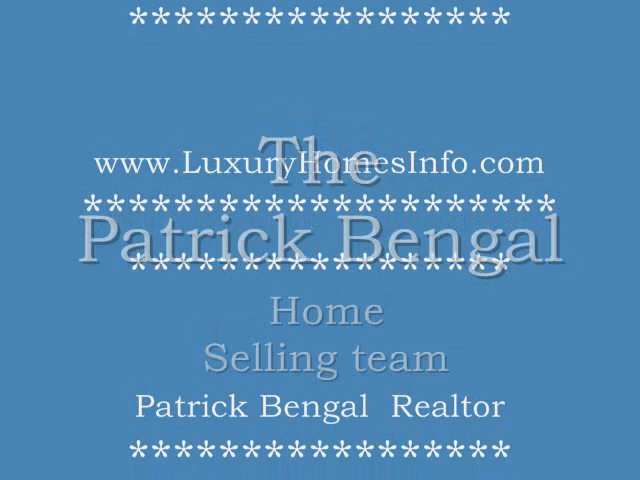 *****************
The
www.LuxuryHomesInfo.com
*********************
Patrick Bengal
*****************
Home
Selling team
Patrick Bengal Realtor
*****************